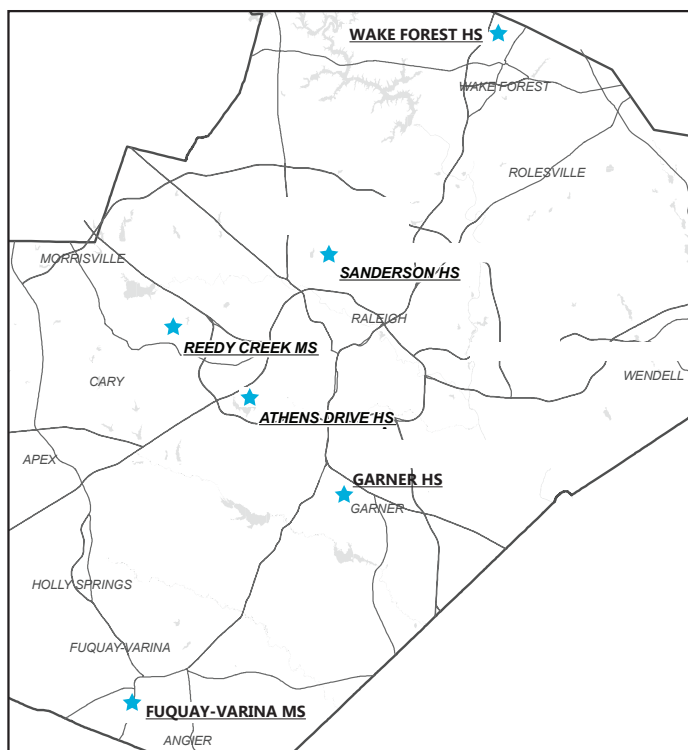 WAKE FOREST HS
WAKE FOREST
ROLESVILLE
MORRISVILLE
SANDERSON HS
RALEIGH
REEDY CREEK MS
CARY
WENDELL
ATHENS DRIVE HS
APEX
GARNER HS
GARNER
HOLLY SPRINGS
FUQUAY-VARINA
FUQUAY-VARINA MS
ANGIER